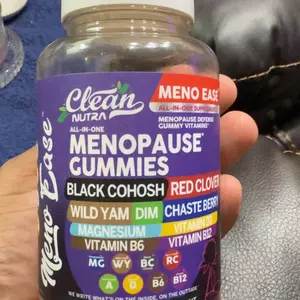 Clean
NUTRA
MENO EASE
ALL-IN-ONE
MENOPAUSE DEFENSE
GUMMY VITAMINS
ALL-IN-ONE
MENOPAUSE
GUMMIES
BLACK COHOSH RED CLOVER
WILD YAM DIM CHASTE BERRY
MAGNESIUM VITAMIN
VITAMIN B6 VITAMIN B12
MG WY BC RC
A D B6 B12
WE WRITE WHAT'S ON THE INSIDE, ON THE OUTSIDE
Meno Ease